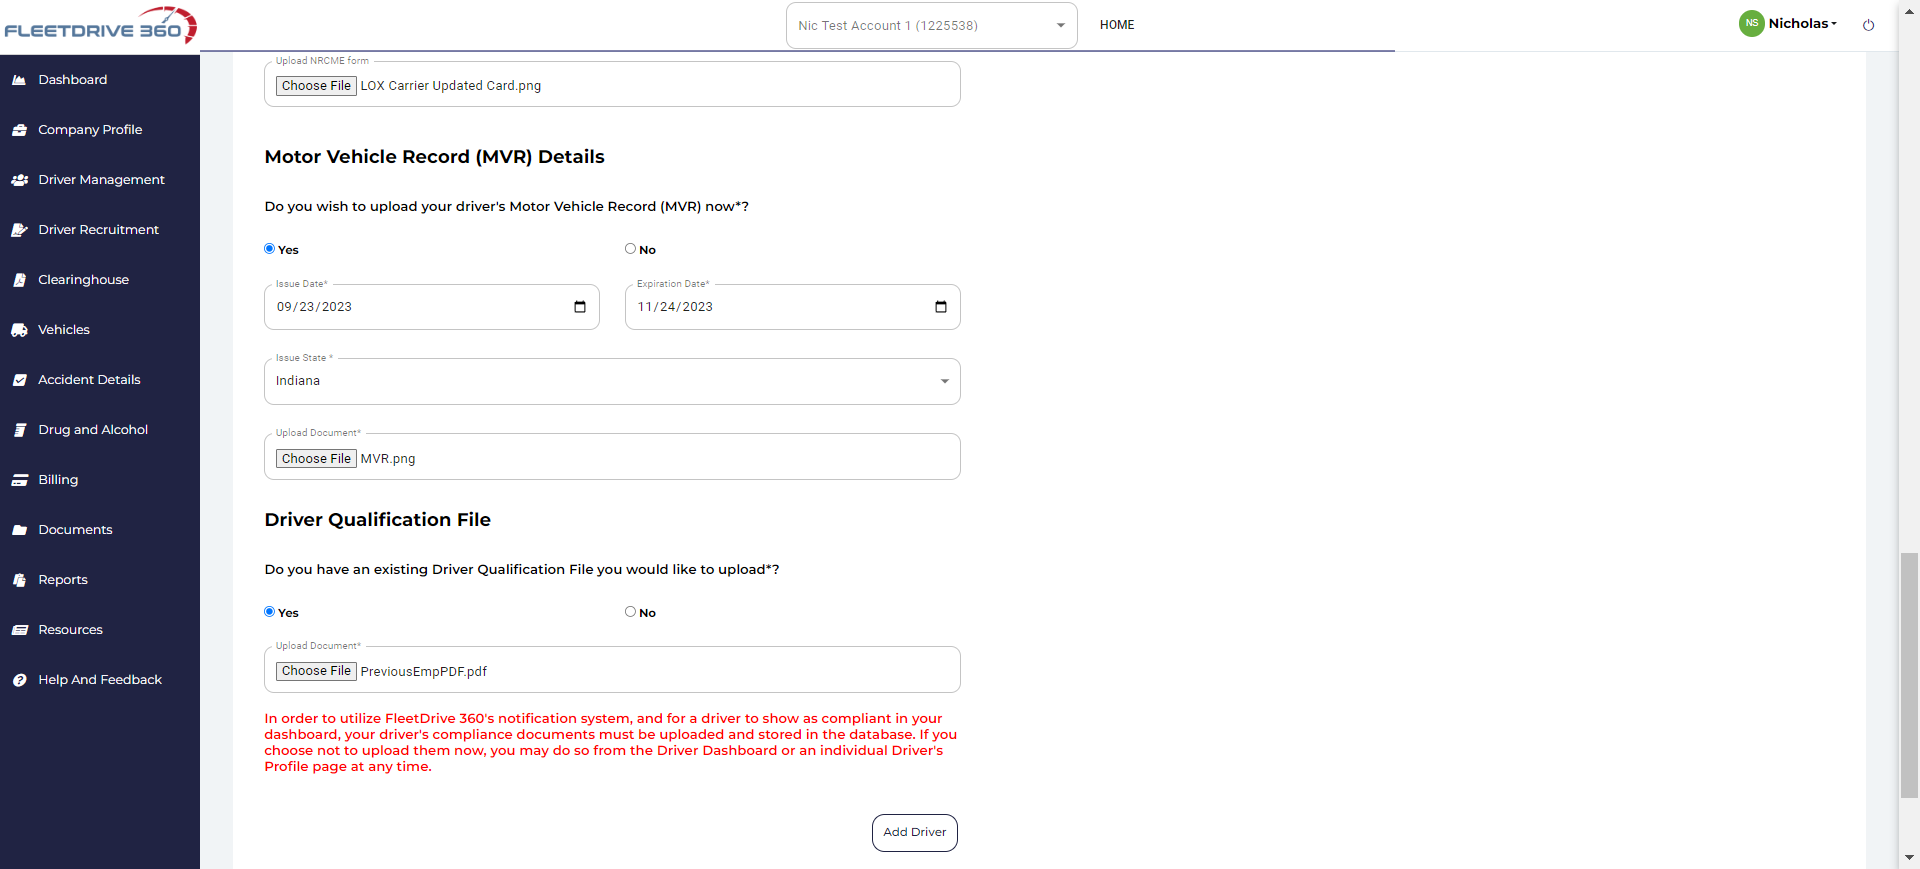 FLEETDRIVE 360
Nic Test Account 1 (1225538)
HOME
NS
Nicholas
Dashboard
Company Profile
Driver Management
Driver Recruitment
Clearinghouse
Vehicles
Accident Details
Drug and Alcohol
Billing
Documents
Reports
Resources
Help And Feedback
Upload NRCME form
Choose File LOX Carrier Updated Card.png
Motor Vehicle Record (MVR) Details
Do you wish to upload your driver's Motor Vehicle Record (MVR) now*?
Yes
No
Issue Date*
09/23/2023
Expiration Date*
11/24/2023
Issue State *
Indiana
Upload Document*
Choose File MVR.png
Driver Qualification File
Do you have an existing Driver Qualification File you would like to upload*?
Yes
No
Upload Document*
Choose File PreviousEmpPDF.pdf
In order to utilize FleetDrive 360's notification system, and for a driver to show as compliant in your
dashboard, your driver's compliance documents must be uploaded and stored in the database. If you
choose not to upload them now, you may do so from the Driver Dashboard or an individual Driver's
Profile page at any time.
Add Driver